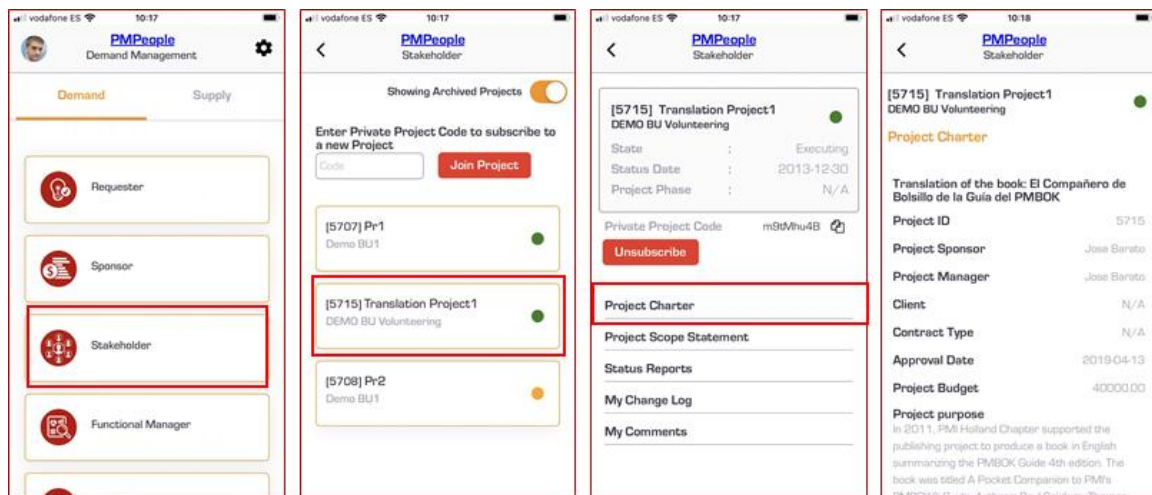 vodafone ES
10:17
PMPeople
Demand Management
Demand
Supply
Requester
Sponsor
Stakeholder
Functional Manager
vodafone ES
10:17
PMPeople
Stakeholder
Showing Archived Projects
Enter Private Project Code to subscribe to
a new Project
Code
Join Project
[5707] Pr1
Demo BU1
[5715] Translation Project1
DEMO BU Volunteering
[5708] Pr2
Demo BU1
vodafone ES
10:17
PMPeople
Stakeholder
[5715] Translation Project1
DEMO BU Volunteering
State : Executing
Status Date : 2013-12-30
Project Phase : N/A
Private Project Code m9tMhu4B
Unsubscribe
Project Charter
Project Scope Statement
Status Reports
My Change Log
My Comments
vodafone ES
10:18
PMPeople
Stakeholder
[5715] Translation Project1
DEMO BU Volunteering
Project Charter
Translation of the book: El Compañero de
Bolsillo de la Guía del PMBOK
Project ID 5715
Project Sponsor Jose Barato
Project Manager Jose Barato
Client N/A
Contract Type N/A
Approval Date 2019-04-13
Project Budget 40000.00
Project purpose
In 2011, PMI Holland Chapter supported the
publishing project to produce a book in English
summarizing the PMBOK Guide 4th edition. The
book was titled A Pocket Companion to PMI's